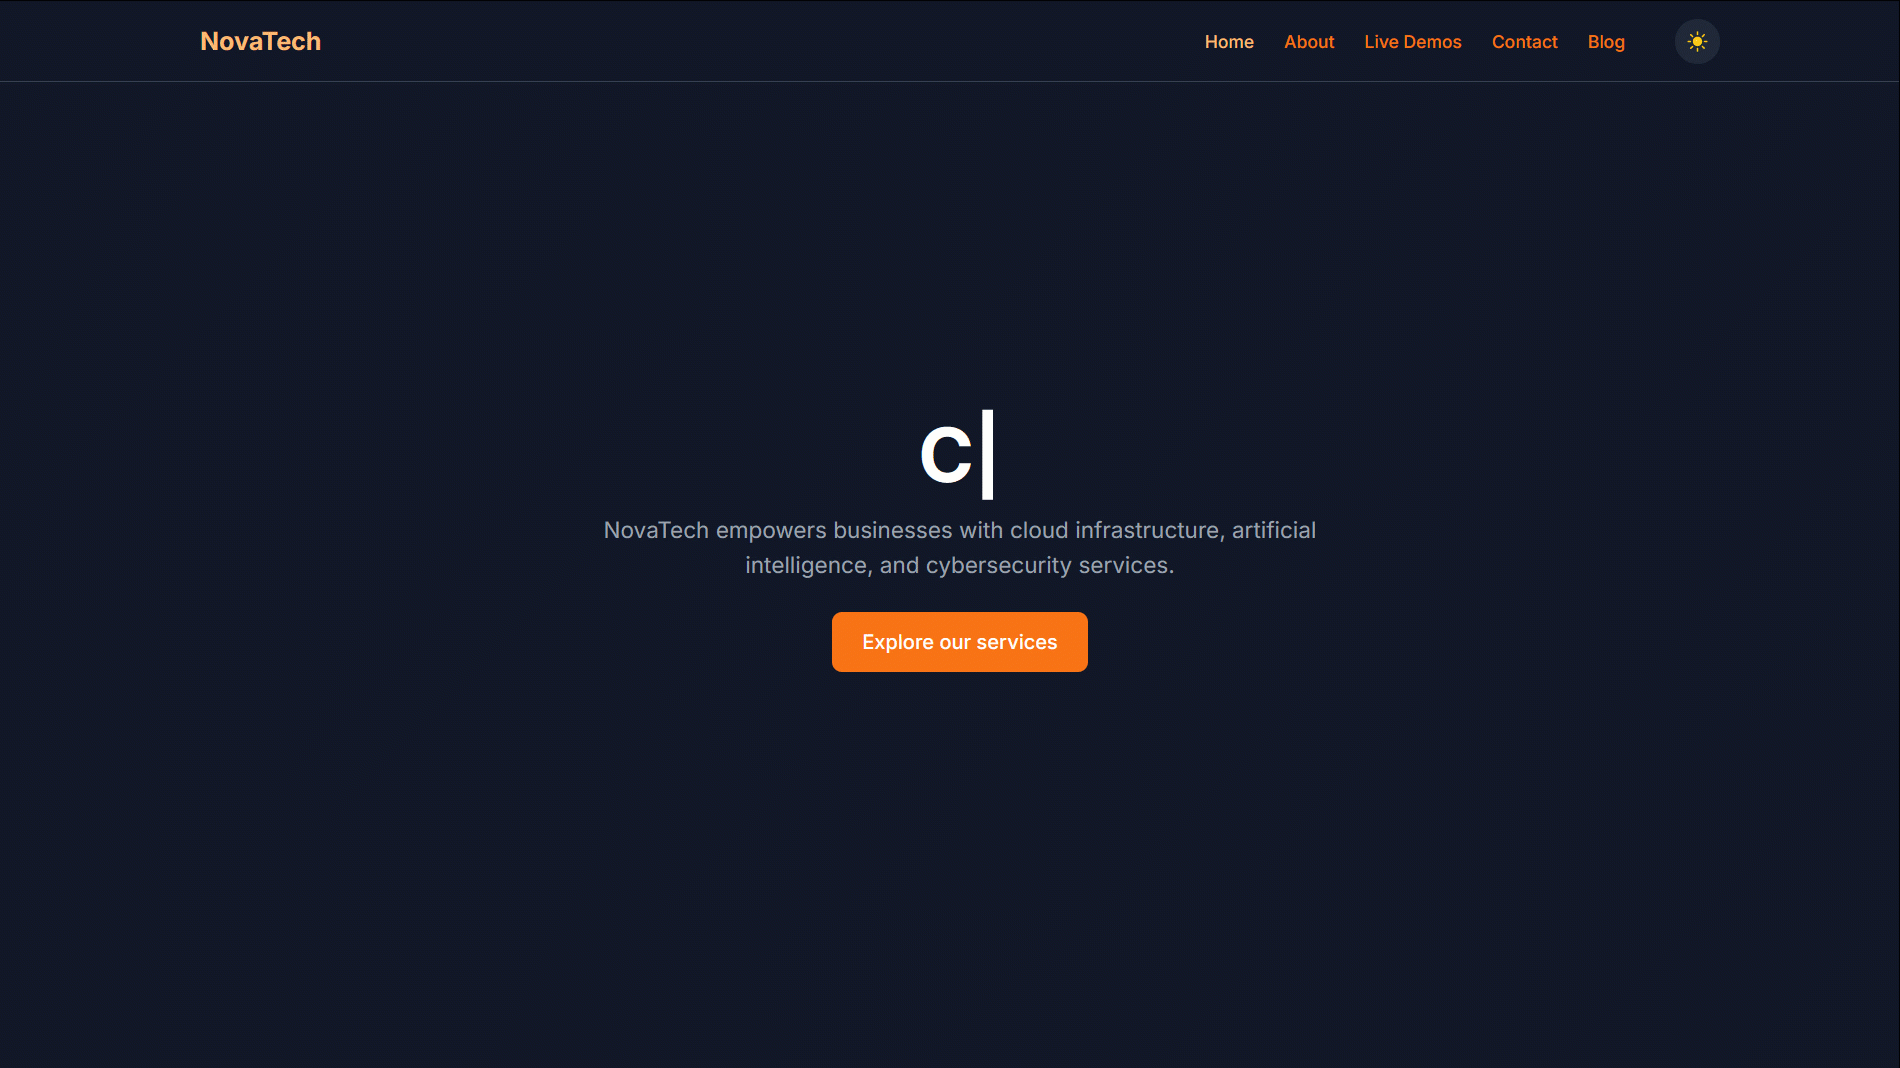 NovaTech
Home About Live Demos Contact Blog
C|
NovaTech empowers businesses with cloud infrastructure, artificial
intelligence, and cybersecurity services.
Explore our services